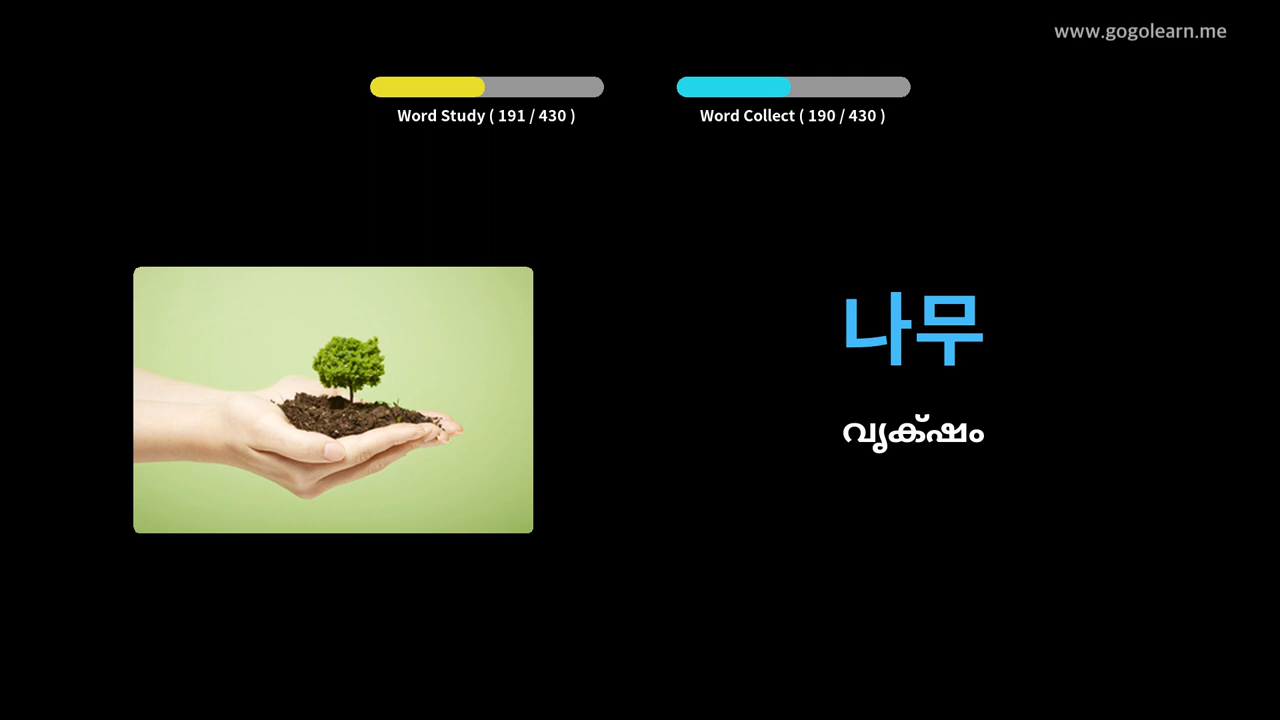 www.gogolearn.me
Word Study ( 191 / 430 )
Word Collect ( 190 / 430 )
나무
വൃക്ഷം